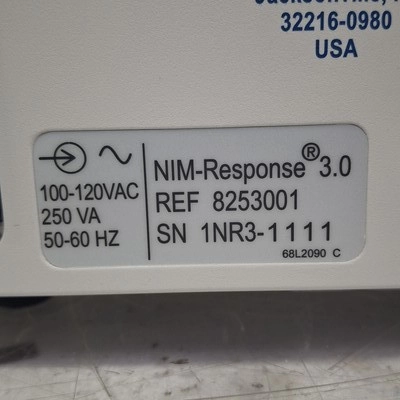 32216-0980
USA
NIM-Response® 3.0
100-120VAC
REF 8253001
250 VA
50-60 HZ
SN 1NR3-1111
68L2090 C